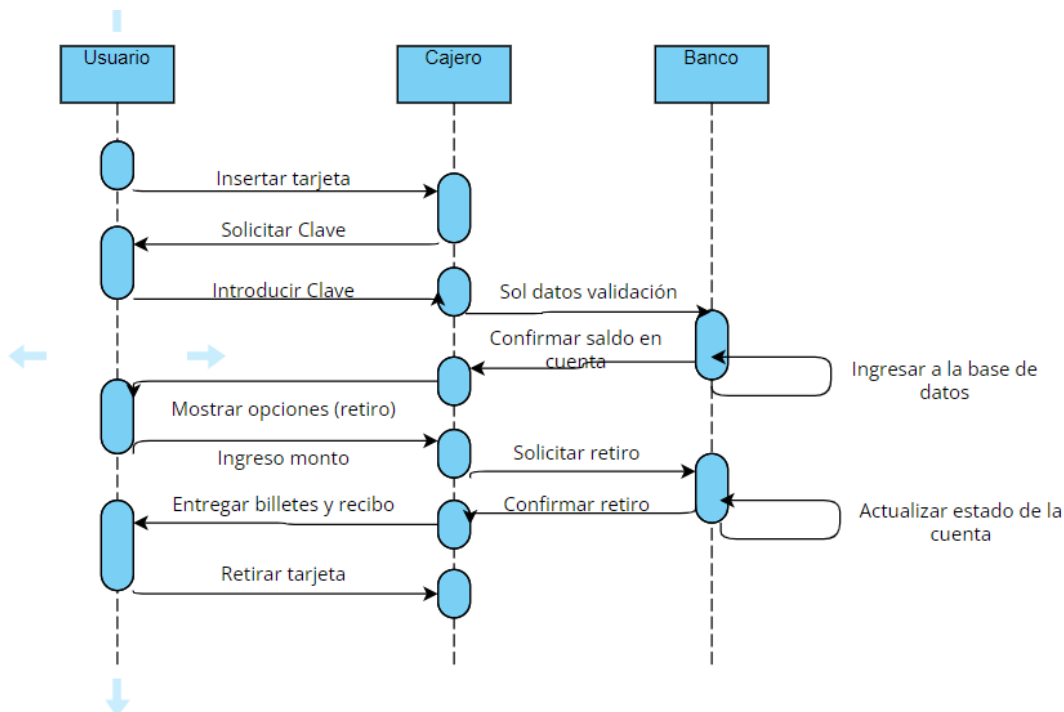 Usuario
Cajero
Banco
Insertar tarjeta
Solicitar Clave
Introducir Clave
Sol datos validación
Confirmar saldo en
cuenta
Ingresar a la base de
datos
Mostrar opciones (retiro)
Ingreso monto
Solicitar retiro
Entregar billetes y recibo
Confirmar retiro
Actualizar estado de la
cuenta
Retirar tarjeta